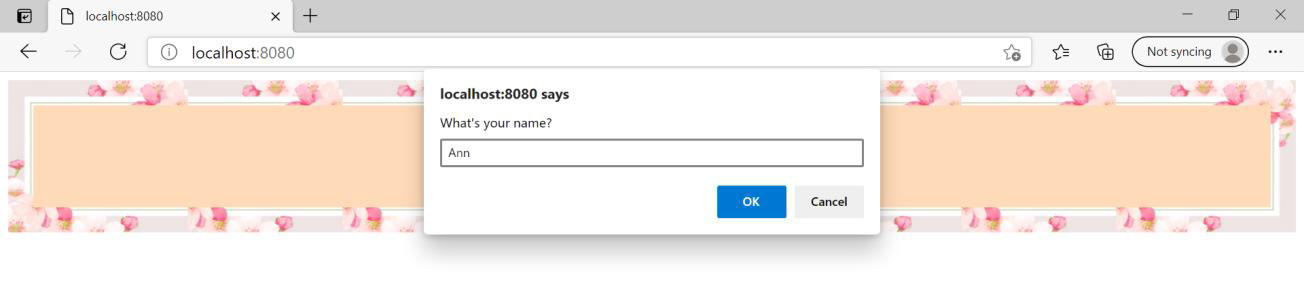 localhost:8080
localhost:8080
Not syncing
localhost:8080 says
What's your name?
Ann
OK
Cancel